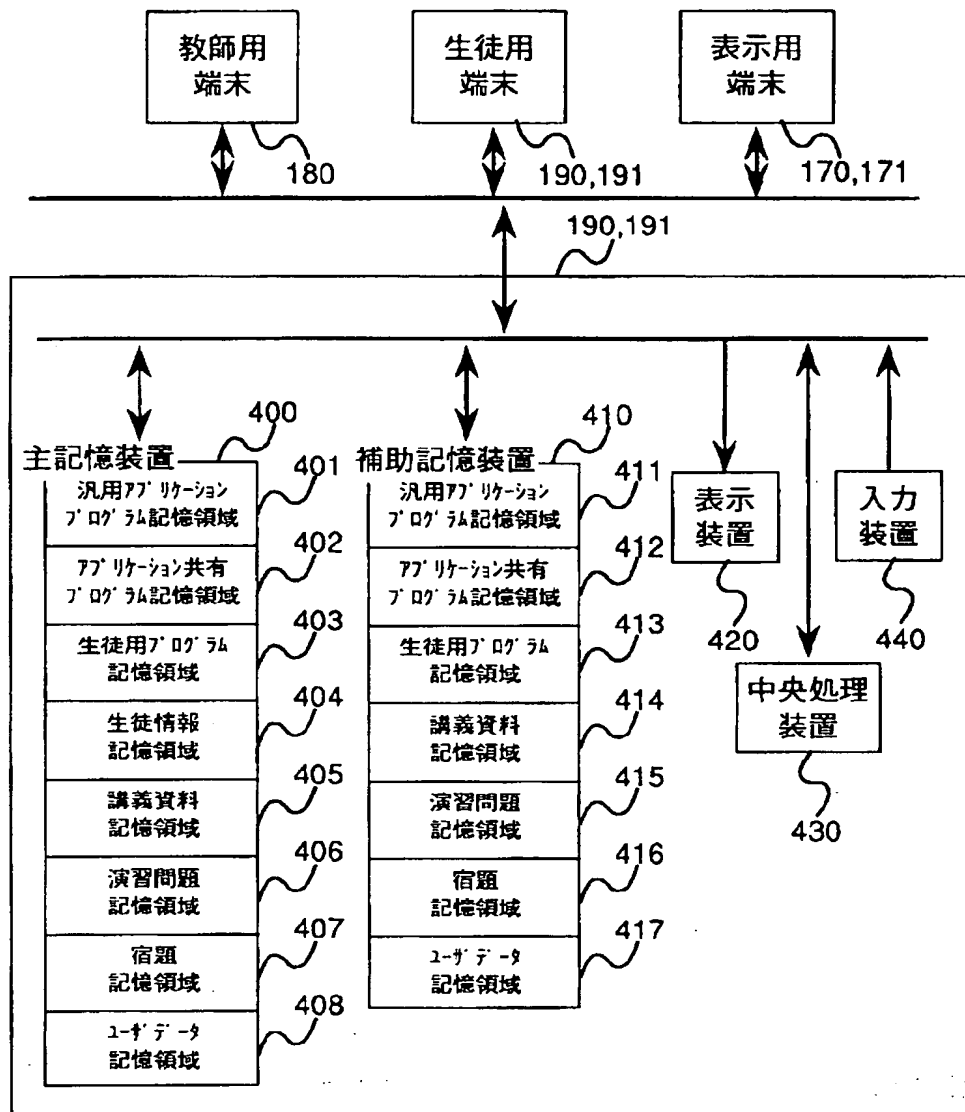 教師用
端末
生徒用
端末
表示用
端末
180
190,191
170,171
190,191
400
主記憶装置
汎用アプリケーション
プログラム記憶領域
401
アプリケーション共有
プログラム記憶領域
402
生徒用プログラム
記憶領域
403
生徒情報
記憶領域
404
講義資料
記憶領域
405
演習問題
記憶領域
406
宿題
記憶領域
407
ユーザデータ
記憶領域
408
410
補助記憶装置
汎用アプリケーション
プログラム記憶領域
411
アプリケーション共有
プログラム記憶領域
412
生徒用プログラム
記憶領域
413
講義資料
記憶領域
414
演習問題
記憶領域
415
宿題
記憶領域
416
ユーザデータ
記憶領域
417
表示
装置
420
入力
装置
440
中央処理
装置
430